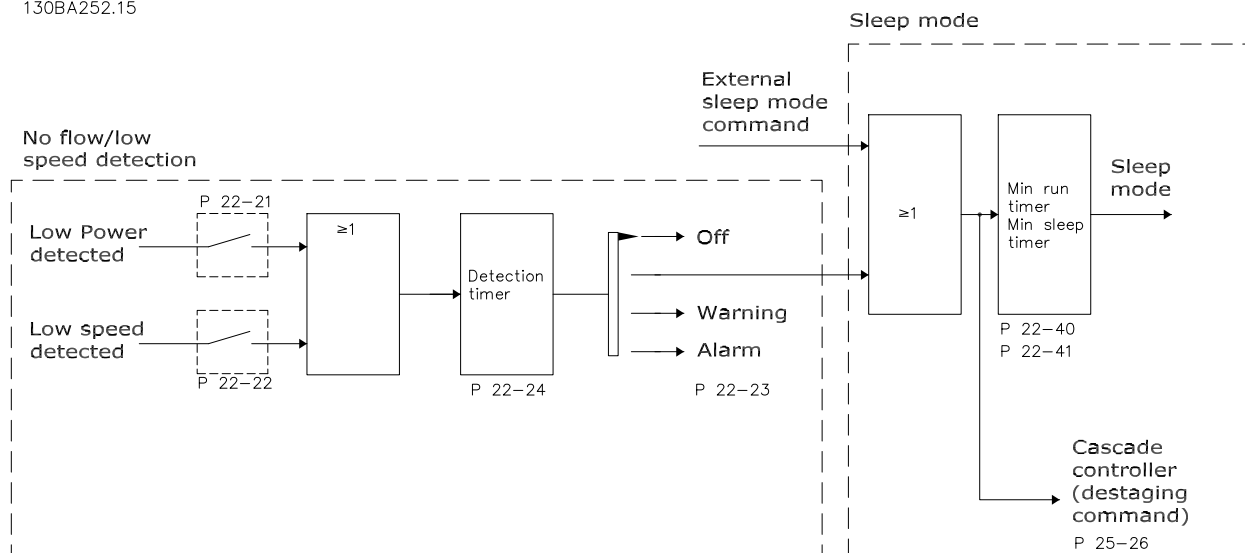 130BA252.15
Sleep mode
External
sleep mode
command
No flow/low
speed detection
P 22-21
Low Power
detected
≥1
Detection
timer
Off
≥1
Min run
timer
Min sleep
timer
Sleep
mode
Low speed
detected
Warning
Alarm
P 22-22
P 22-24
P 22-23
P 22-40
P 22-41
Cascade
controller
(destaging
command)
P 25-26